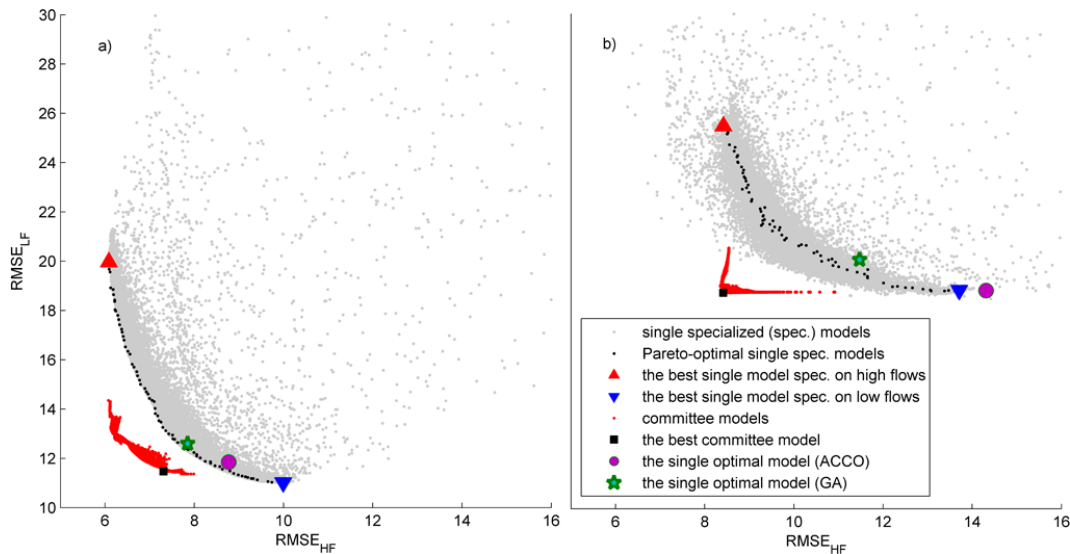 30
28
26
24
22
20
18
16
14
12
10
RMSE_LF
a)
6
8
10
12
14
16
RMSE_HF
b)
single specialized (spec.) models
Pareto-optimal single spec. models
the best single model spec. on high flows
the best single model spec. on low flows
committee models
the best committee model
the single optimal model (ACCO)
the single optimal model (GA)
6
8
10
12
14
16
RMSE_HF